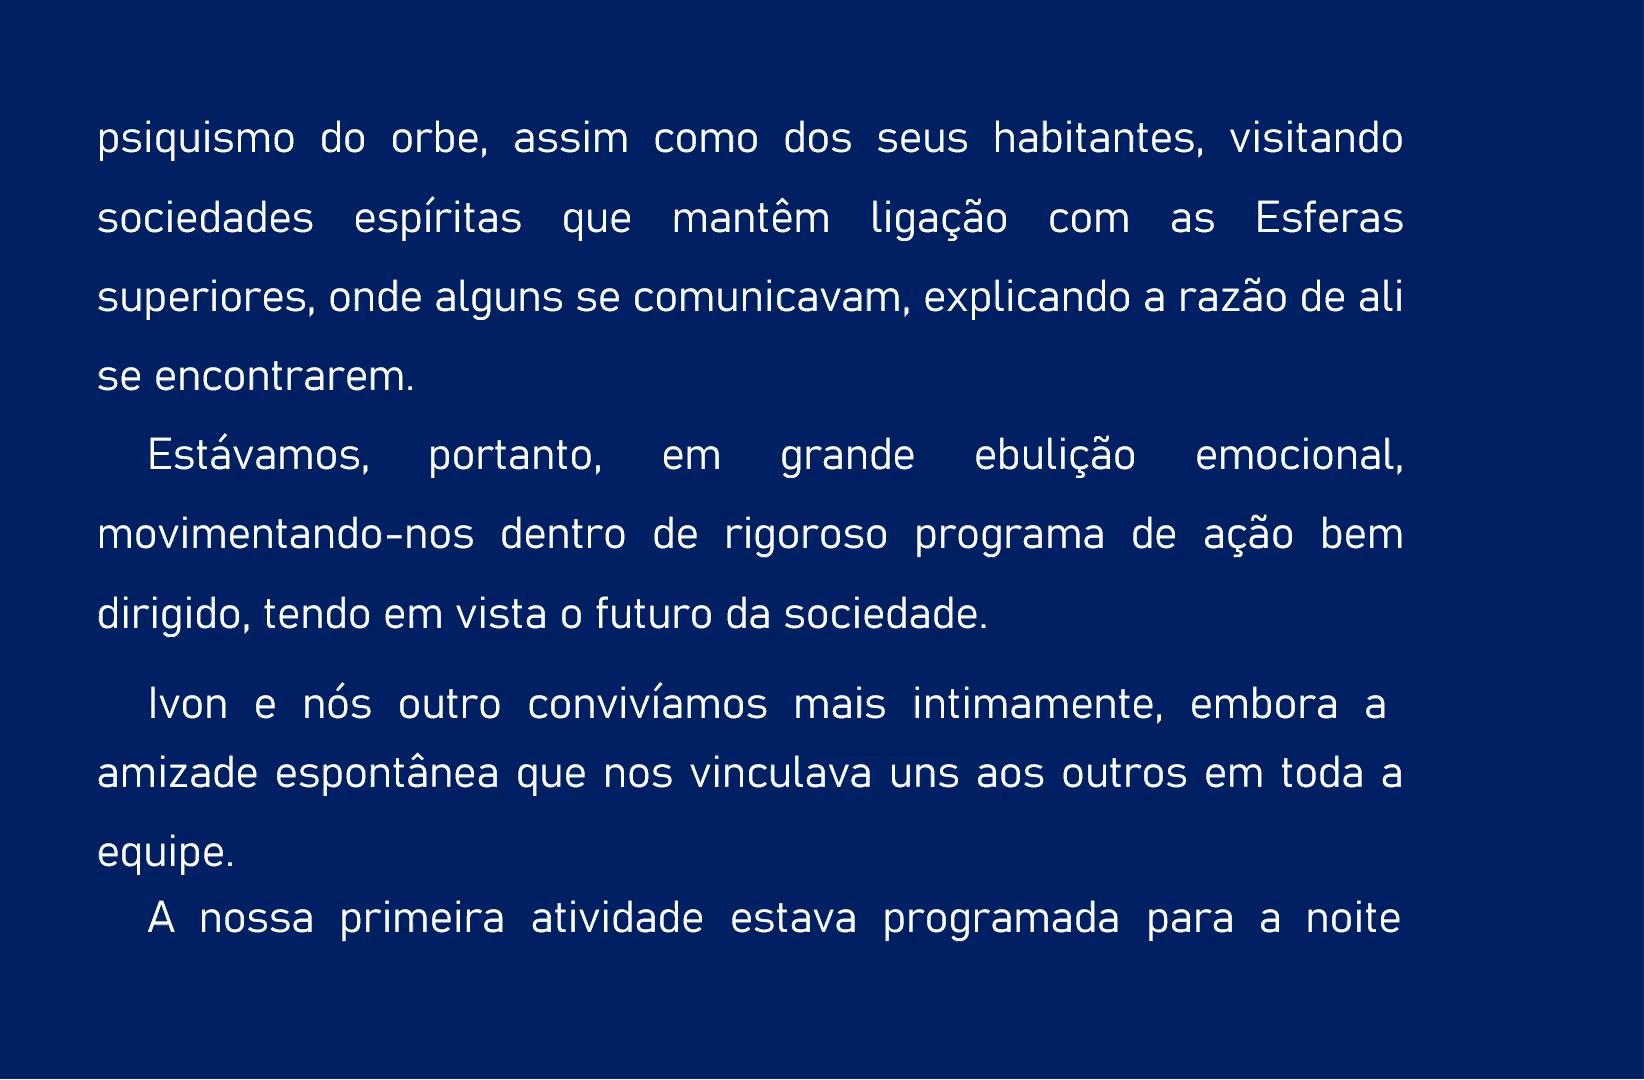 psiquismo do orbe, assim como dos seus habitantes, visitando
sociedades espíritas que mantêm ligação com as Esferas
superiores, onde alguns se comunicavam, explicando a razão de ali
se encontrarem.
Estávamos, portanto, em grande ebulição emocional,
movimentando-nos dentro de rigoroso programa de ação bem
dirigido, tendo em vista o futuro da sociedade.
Ivon e nós outro convivíamos mais intimamente, embora a
amizade espontânea que nos vinculava uns aos outros em toda a
equipe.
A nossa primeira atividade estava programada para a noite